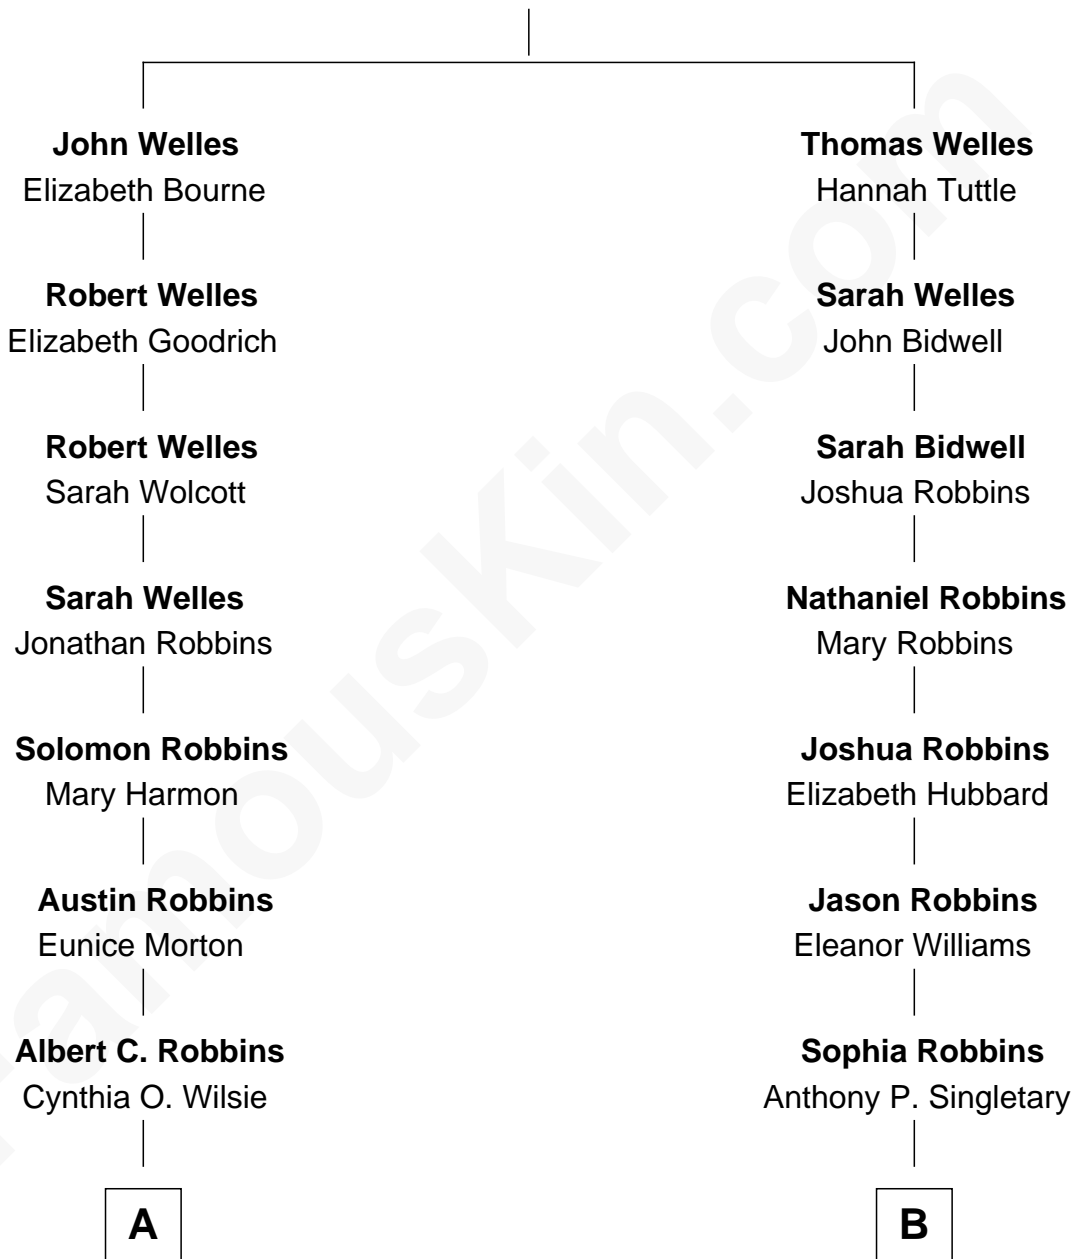 John Welles
Elizabeth Bourne
Robert Welles
Elizabeth Goodrich
Robert Welles
Sarah Wolcott
Sarah Welles
Jonathan Robbins
Solomon Robbins
Mary Harmon
Austin Robbins
Eunice Morton
Albert C. Robbins
Cynthia O. Wilsie
A
Thomas Welles
Hannah Tuttle
Sarah Welles
John Bidwell
Sarah Bidwell
Joshua Robbins
Nathaniel Robbins
Mary Robbins
Joshua Robbins
Elizabeth Hubbard
Jason Robbins
Eleanor Williams
Sophia Robbins
Anthony P. Singletary
B
FamousKin.com